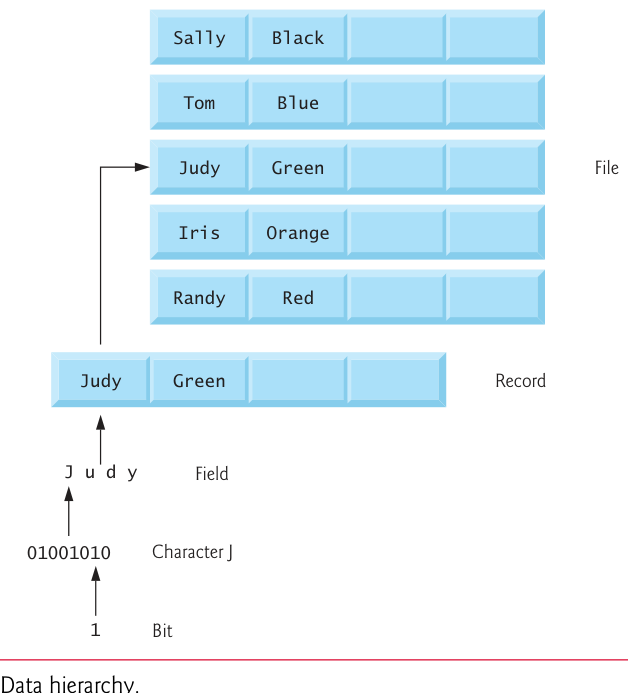 Sally Black
Tom Blue
Judy Green File
Iris Orange
Randy Red
Judy Green Record
J u d y Field
01001010 Character J
1 Bit
Data hierarchy.